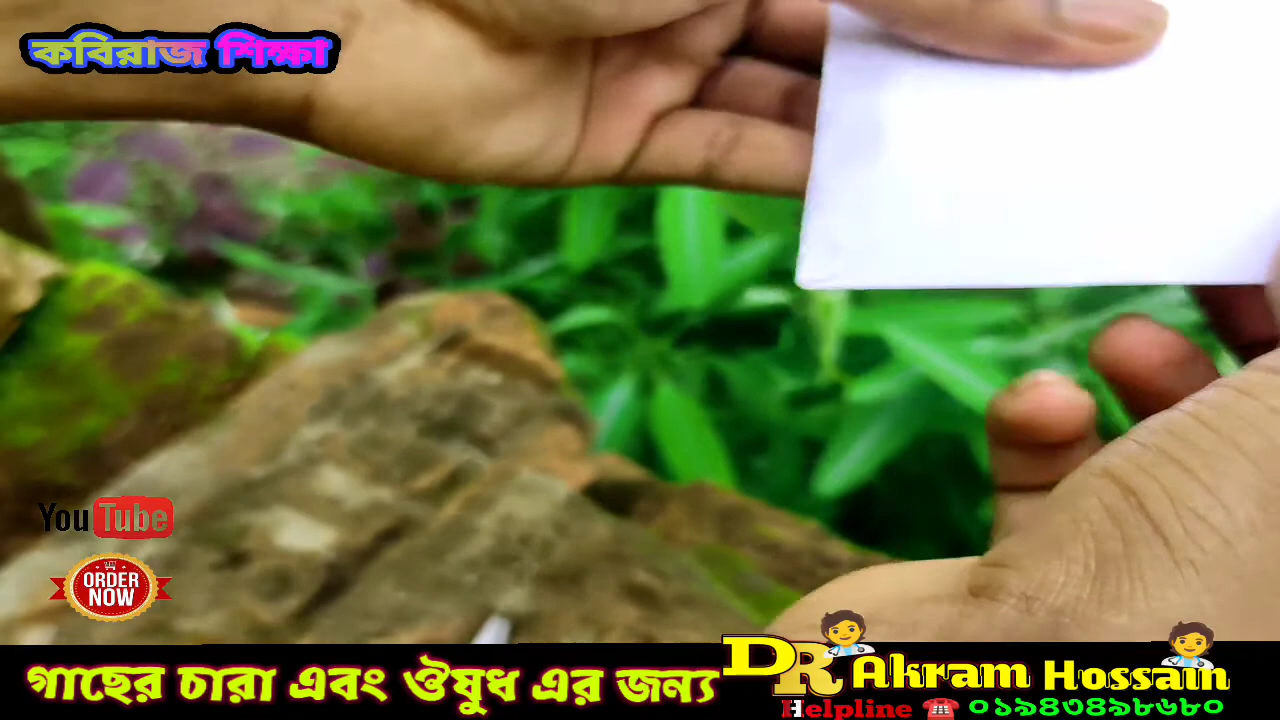 কবিরাজ শিক্ষা
You Tube
ORDER
NOW
গাছের চারা এবং ঔষুধ এর জন্য
DR Akram Hossain
Helpline ☎ ০১৯৪৩৪৯৮৬৮০